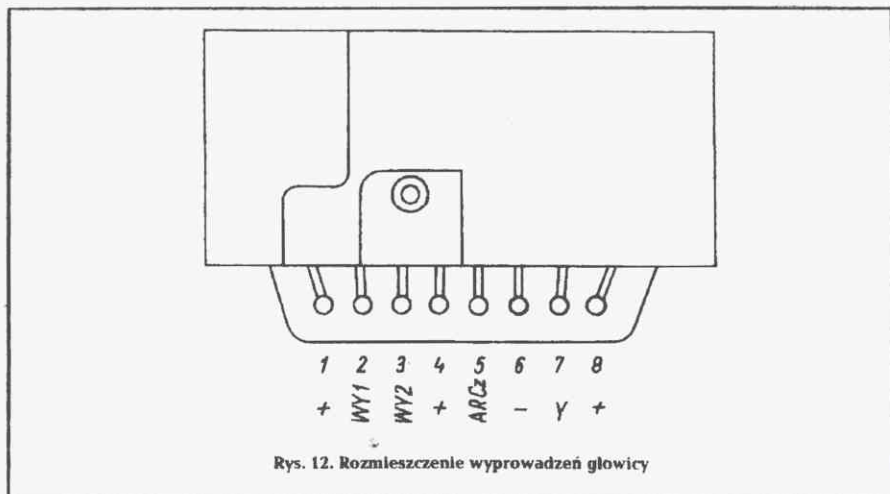 1 2 3 4 5 6 7 8
+ WY1 WY2 + ARCz - Y +
Rys. 12. Rozmieszczenie wyprowadzeń głowicy